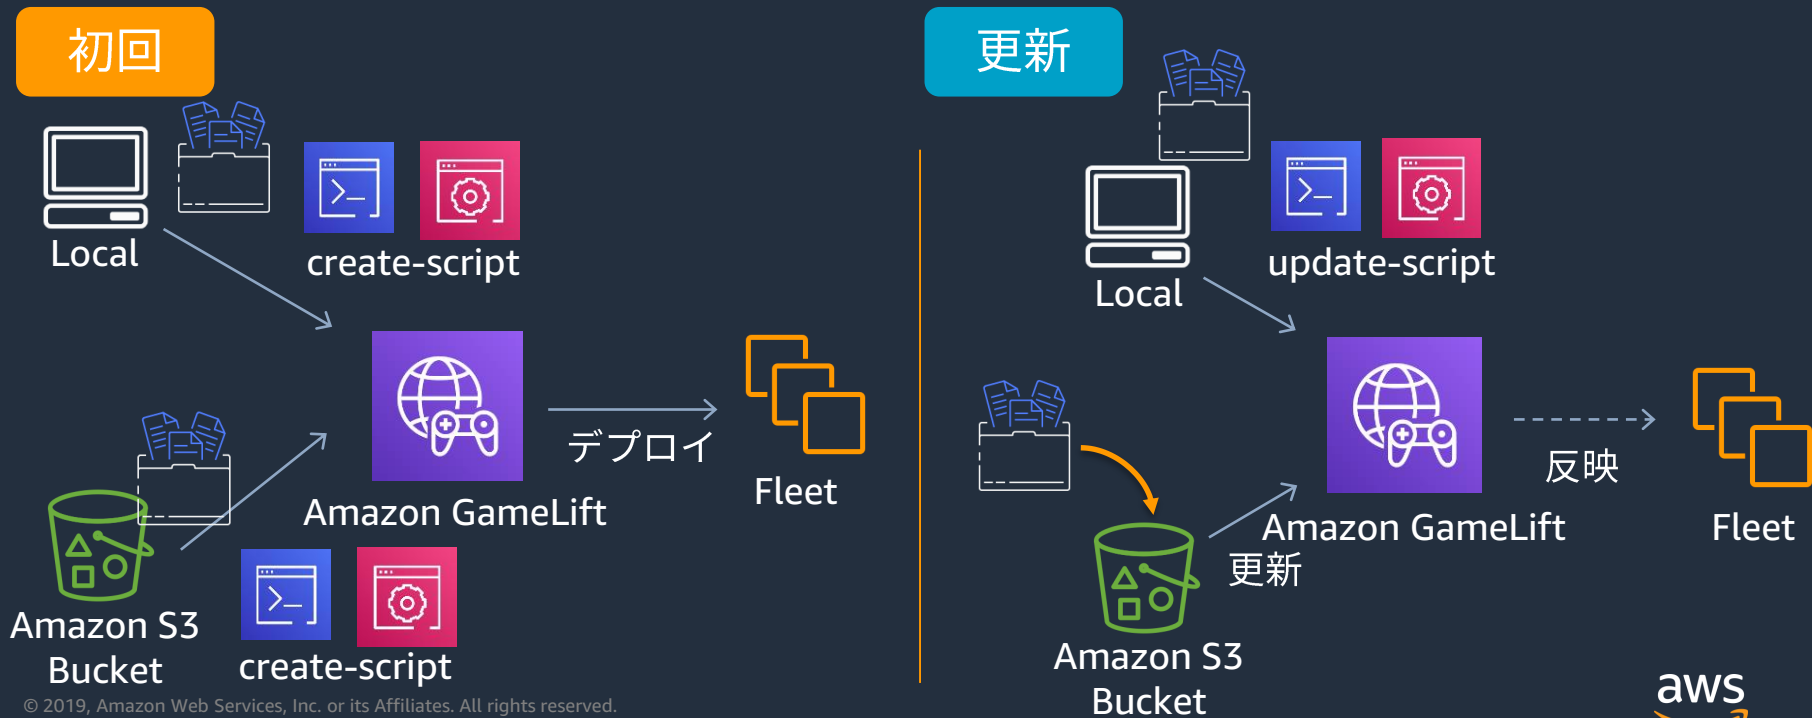 初回
Local
create-script
Amazon GameLift
デプロイ
Fleet
Amazon S3
Bucket
create-script
© 2019, Amazon Web Services, Inc. or its Affiliates. All rights reserved.
更新
Local
update-script
Amazon GameLift
反映
Fleet
更新
Amazon S3
Bucket
aws